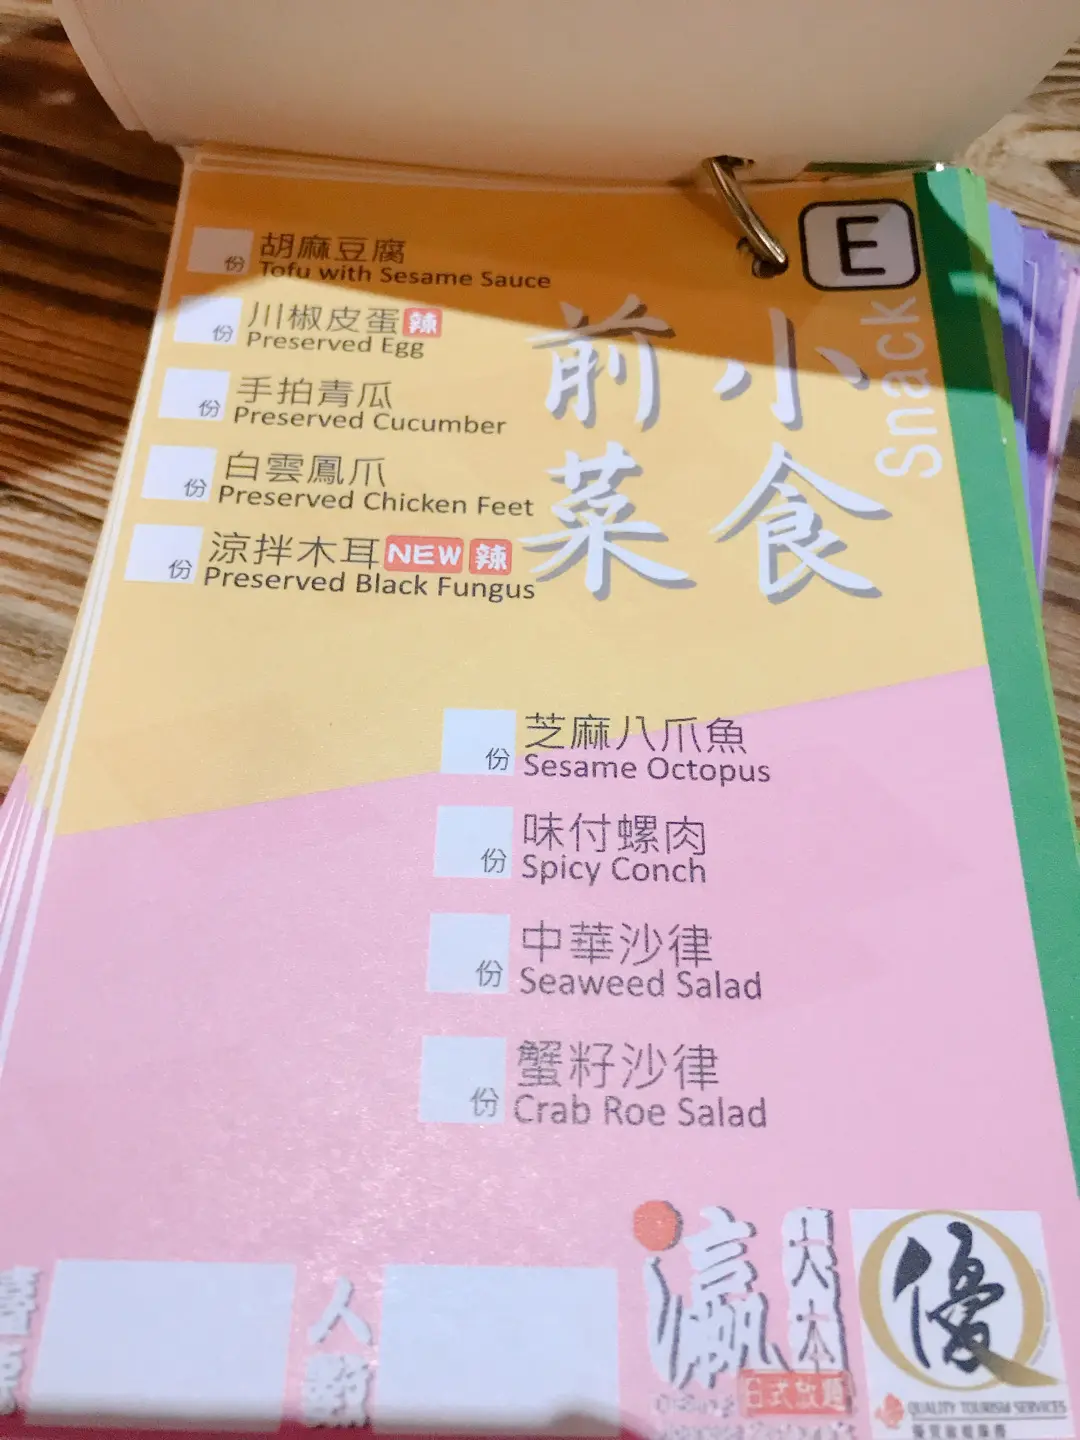 E
Snack
小食
前菜
份 胡麻豆腐
Tofu with Sesame Sauce
份 川椒皮蛋 辣
Preserved Egg
份 手拍青瓜
Preserved Cucumber
份 白雲鳳爪
Preserved Chicken Feet
份 涼拌木耳 NEW 辣
Preserved Black Fungus
份 芝麻八爪魚
Sesame Octopus
份 味付螺肉
Spicy Conch
份 中華沙律
Seaweed Salad
份 蟹籽沙律
Crab Roe Salad
人數
瀛
日式放題
優
QUALITY TOURISM SERVICES